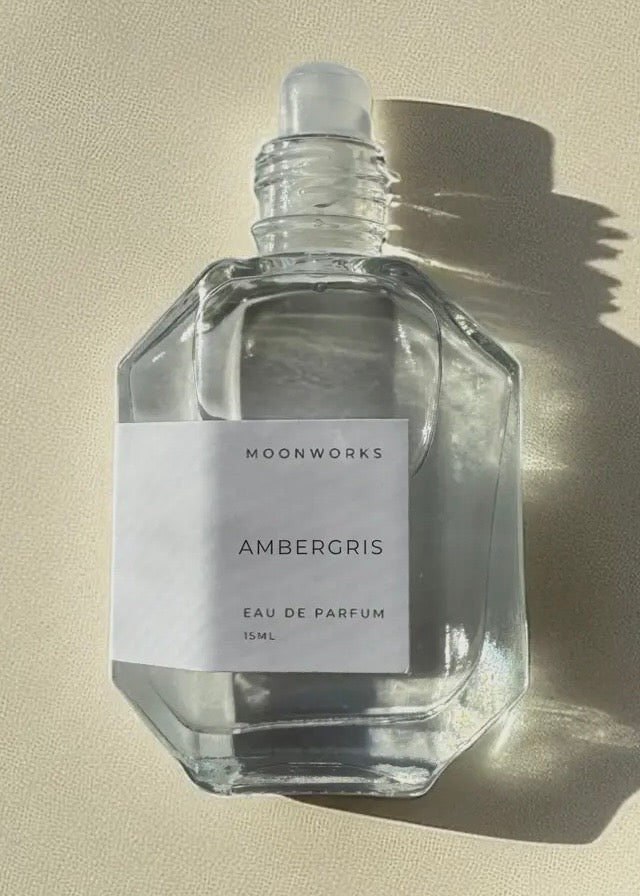 MOONWORKS
AMBERGRIS
EAU DE PARFUM
15ML